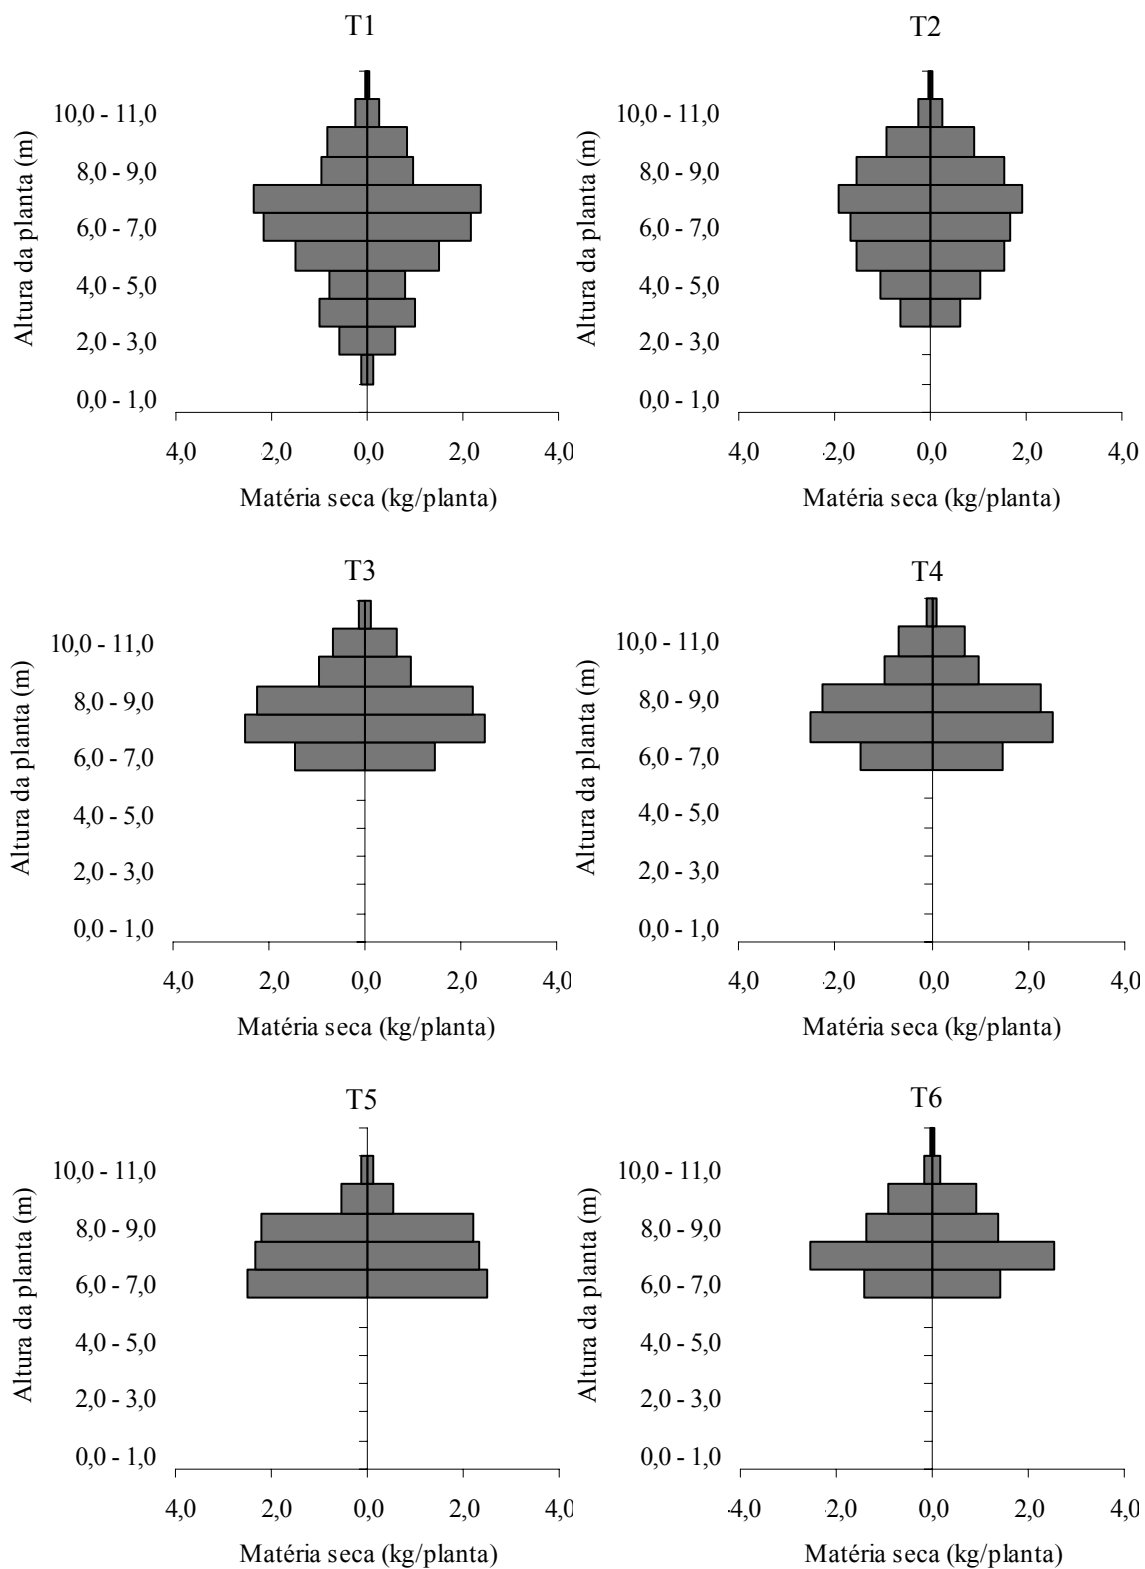 T1
Altura da planta (m)
10,0 - 11,0
8,0 - 9,0
6,0 - 7,0
4,0 - 5,0
2,0 - 3,0
0,0 - 1,0
4,0 2,0 0,0 2,0 4,0
Matéria seca (kg/planta)
T2
Altura da planta (m)
10,0 - 11,0
8,0 - 9,0
6,0 - 7,0
4,0 - 5,0
2,0 - 3,0
0,0 - 1,0
4,0 -2,0 0,0 2,0 4,0
Matéria seca (kg/planta)
T3
Altura da planta (m)
10,0 - 11,0
8,0 - 9,0
6,0 - 7,0
4,0 - 5,0
2,0 - 3,0
0,0 - 1,0
4,0 2,0 0,0 2,0 4,0
Matéria seca (kg/planta)
T4
Altura da planta (m)
10,0 - 11,0
8,0 - 9,0
6,0 - 7,0
4,0 - 5,0
2,0 - 3,0
0,0 - 1,0
4,0 -2,0 0,0 2,0 4,0
Matéria seca (kg/planta)
T5
Altura da planta (m)
10,0 - 11,0
8,0 - 9,0
6,0 - 7,0
4,0 - 5,0
2,0 - 3,0
0,0 - 1,0
4,0 2,0 0,0 2,0 4,0
Matéria seca (kg/planta)
T6
Altura da planta (m)
10,0 - 11,0
8,0 - 9,0
6,0 - 7,0
4,0 - 5,0
2,0 - 3,0
0,0 - 1,0
-4,0 2,0 0,0 2,0 4,0
Matéria seca (kg/planta)